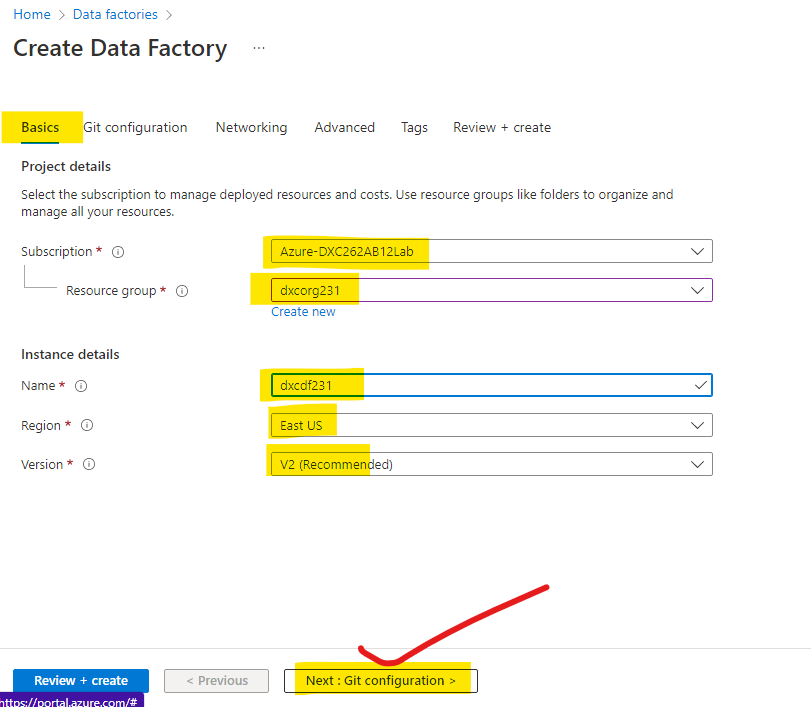 Home > Data factories >
Create Data Factory ...
Basics Git configuration Networking Advanced Tags Review + create
Project details
Select the subscription to manage deployed resources and costs. Use resource groups like folders to organize and
manage all your resources.
Subscription * Azure-DXC262AB12Lab
Resource group * dxcorg231
Create new
Instance details
Name * dxcdf231
Region * East US
Version * V2 (Recommended)
Review + create < Previous Next : Git configuration >
https://portal.azure.com/#